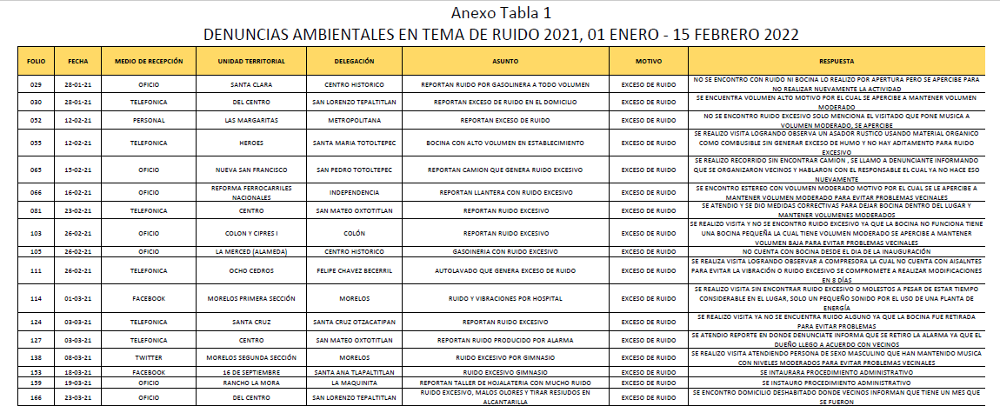 Anexo Tabla 1
DENUNCIAS AMBIENTALES EN TEMA DE RUIDO 2021, 01 ENERO - 15 FEBRERO 2022
FOLIO FECHA MEDIO DE RECEPCIÓN UNIDAD TERRITORIAL DELEGACIÓN ASUNTO MOTIVO RESPUESTA
029 28-01-21 OFICIO SANTA CLARA CENTRO HISTORICO REPORTAN RUIDO POR GASOLINERA A TODO VOLUMEN EXCESO DE RUIDO NO SE ENCONTRO CON RUIDO NI BOCINA LO REALIZO POR APERTURA PERO SE APERCIBE PARA
NO REALIZAR NUEVAMENTE LA ACTIVIDAD
030 28-01-21 TELEFONICA DEL CENTRO SAN LORENZO TEPALTITLAN REPORTAN EXCESO DE RUIDO EN EL DOMICILIO EXCESO DE RUIDO SE ENCUENTRA VOLUMEN ALTO MOTIVO POR EL CUAL SE APERCIBE A MANTENER VOLUMEN
MODERADO
052 12-02-21 PERSONAL LAS MARGARITAS METROPOLITANA REPORTAN EXCESO DE RUIDO EXCESO DE RUIDO NO SE ENCONTRO RUIDO EXCESIVO SOLO MENCIONA EL VISITADO QUE PONE MUSICA A
VOLUMEN MODERADO, SE APERCIBE
055 12-02-21 TELEFONICA HEROES SANTA MARIA TOTOLTEPEC BOCINA CON ALTO VOLUMEN EN ESTABLECIMIENTO EXCESO DE RUIDO SE REALIZO VISITA LOGRANDO OBSERVA UN ASADOR RUSTICO USANDO MATERIAL ORGANICO
COMO COMBUSIBLE SIN GENERAR EXCESO DE HUMO Y NO HAY ADITAMENTO PARA RUIDO
EXCESIVO
065 15-02-21 OFICIO NUEVA SAN FRANCISCO SAN PEDRO TOTOLTEPEC REPORTAN CAMION QUE GENERA RUIDO EXCESIVO EXCESO DE RUIDO SE REALIZO RECORRIDO SIN ENCONTRAR CAMION , SE LLAMO A DENUNCIANTE INFORMANDO
QUE SE ORGANIZARON VECINOS Y HABLARON CON EL RESPONSABLE EL CUAL YA NO HACE ESO
NUEVAMENTE
066 16-02-21 OFICIO REFORMA FERROCARRILES
NACIONALES INDEPENDENCIA REPORTAN LLANTERA CON RUIDO EXCESIVO EXCESO DE RUIDO SE ENCONTRO ESTEREO CON VOLUMEN MODERADO MOTIVO POR EL CUAL SE LE APERCIBE A
MANTENER VOLUMEN MODERADO PARA EVITAR PROBLEMAS VECINALES
081 23-02-21 TELEFONICA CENTRO SAN MATEO OXTOTITLAN REPORTAN RUIDO EXCESIVO EXCESO DE RUIDO SE ATENDIO Y SE DIO MEDIDAS CORRECTIVAS PARA DEJAR BOCINA DENTRO DEL LUGAR Y
MANTENER VOLUMENES MODERADOS
103 26-02-21 OFICIO COLON Y CIPRES I COLÓN REPORTAN RUIDO EXCESIVO EXCESO DE RUIDO SE REALIZO VISITA Y NO SE ENCONTRO RUIDO EXCESIVO YA QUE LA BOCINA NO FUNCIONA TIENE
UNA BOCINA PEQUEÑA LA CUAL TIENE VOLUMEN MODERADO SE APERCIBE A MANTENER
VOLUMEN BAJA PARA EVITAR PROBLEMAS VECINALES
105 26-02-21 OFICIO LA MERCED (ALAMEDA) CENTRO HISTORICO GASOINERIA CON RUIDO EXCESIVO EXCESO DE RUIDO NO CUENTA CON BOCINA DESDE EL DIA DE LA INAUGURACIÓN
111 26-02-21 TELEFONICA OCHO CEDROS FELIPE CHAVEZ BECERRIL AUTOLAVADO QUE GENERA EXCESO DE RUIDO EXCESO DE RUIDO SE REALIZA VISITA LOGRANDO OBSERVAR A COMPRESORA LA CUAL NO CUENTA CON AISALNTES
PARA EVITAR LA VIBRACIÓN O RUIDO EXCESIVO SE COMPROMETE A REALIZAR MODIFICACIONES
EN 8 DÍAS
114 01-03-21 FACEBOOK MORELOS PRIMERA SECCIÓN MORELOS RUIDO Y VIBRACIONES POR HOSPITAL EXCESO DE RUIDO SE REALIZO VISITA SIN ENCONTRAR RUIDO EXCESIVO O MOLESTOS A PESAR DE ESTAR TIEMPO
CONSIDERABLE EN EL LUGAR, SOLO UN PEQUEÑO SONIDO POR EL USO DE UNA PLANTA DE
ENERGÍA
124 03-03-21 TELEFONICA SANTA CRUZ SANTA CRUZ OTZACATIPAN REPORTAN RUIDO EXCESIVO EXCESO DE RUIDO SE REALIZO VISITA YA NO SE ENCUENTRA RUIDO ALGUNO YA QUE LA BOCINA FUE RETIRADA
PARA EVITAR PROBLEMAS
127 03-03-21 TELEFONICA CENTRO SAN MATEO OXTOTITLAN REPORTAN RUIDO PRODUCIDO POR ALARMA EXCESO DE RUIDO SE ATENDIO REPORTE EN DONDE DENUNCIATE INFORMA QUE SE RETIRO LA ALARMA YA QUE EL
DUEÑO LLEGO A ACUERDO CON VECINOS
138 08-03-21 TWITTER MORELOS SEGUNDA SECCIÓN MORELOS RUIDO EXCESIVO POR GIMNASIO EXCESO DE RUIDO SE REALIZO VISITA ATENDIENDO PERSONA DE SEXO MASCULINO QUE HAN MANTENIDO MUSICA
CON NIVELES MODERADOS PARA EVITAR PROBLEMAS VECINALES
153 18-03-21 FACEBOOK 16 DE SEPTIEMBRE SANTA ANA TLAPALTITLAN RUIDO EXCESIVO GIMNASIO EXCESO DE RUIDO SE INTAURARA PROCEDIMIENTO ADMINISTRATIVO
159 19-03-21 OFICIO RANCHO LA MORA LA MAQUINITA REPORTAN TALLER DE HOJALATERIA CON MUCHO RUIDO EXCESO DE RUIDO SE INSTAURO PROCEDIMIENTO ADMINISTRATIVO
166 23-03-21 OFICIO DEL CENTRO SAN LORENZO TEPALTITLAN RUIDO EXCESIVO, MALOS OLORES Y TIRAR RESIUDOS EN
ALCANTARILLA EXCESO DE RUIDO SE ENCONTRO DOMICILO DESHABITADO DONDE VECINOS INFORMAN QUE TIENE UN MES QUE
SE FUERON